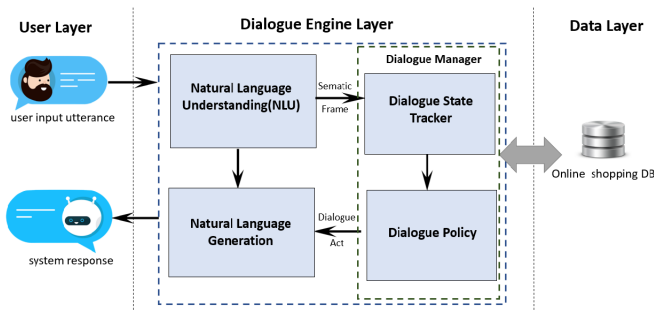 User Layer
Dialogue Engine Layer
Data Layer
Dialogue Manager
Natural Language
Understanding(NLU)
Sematic
Frame
Dialogue State
Tracker
user input utterance
Online shopping DB
Natural Language
Generation
Dialogue
Act
Dialogue Policy
system response